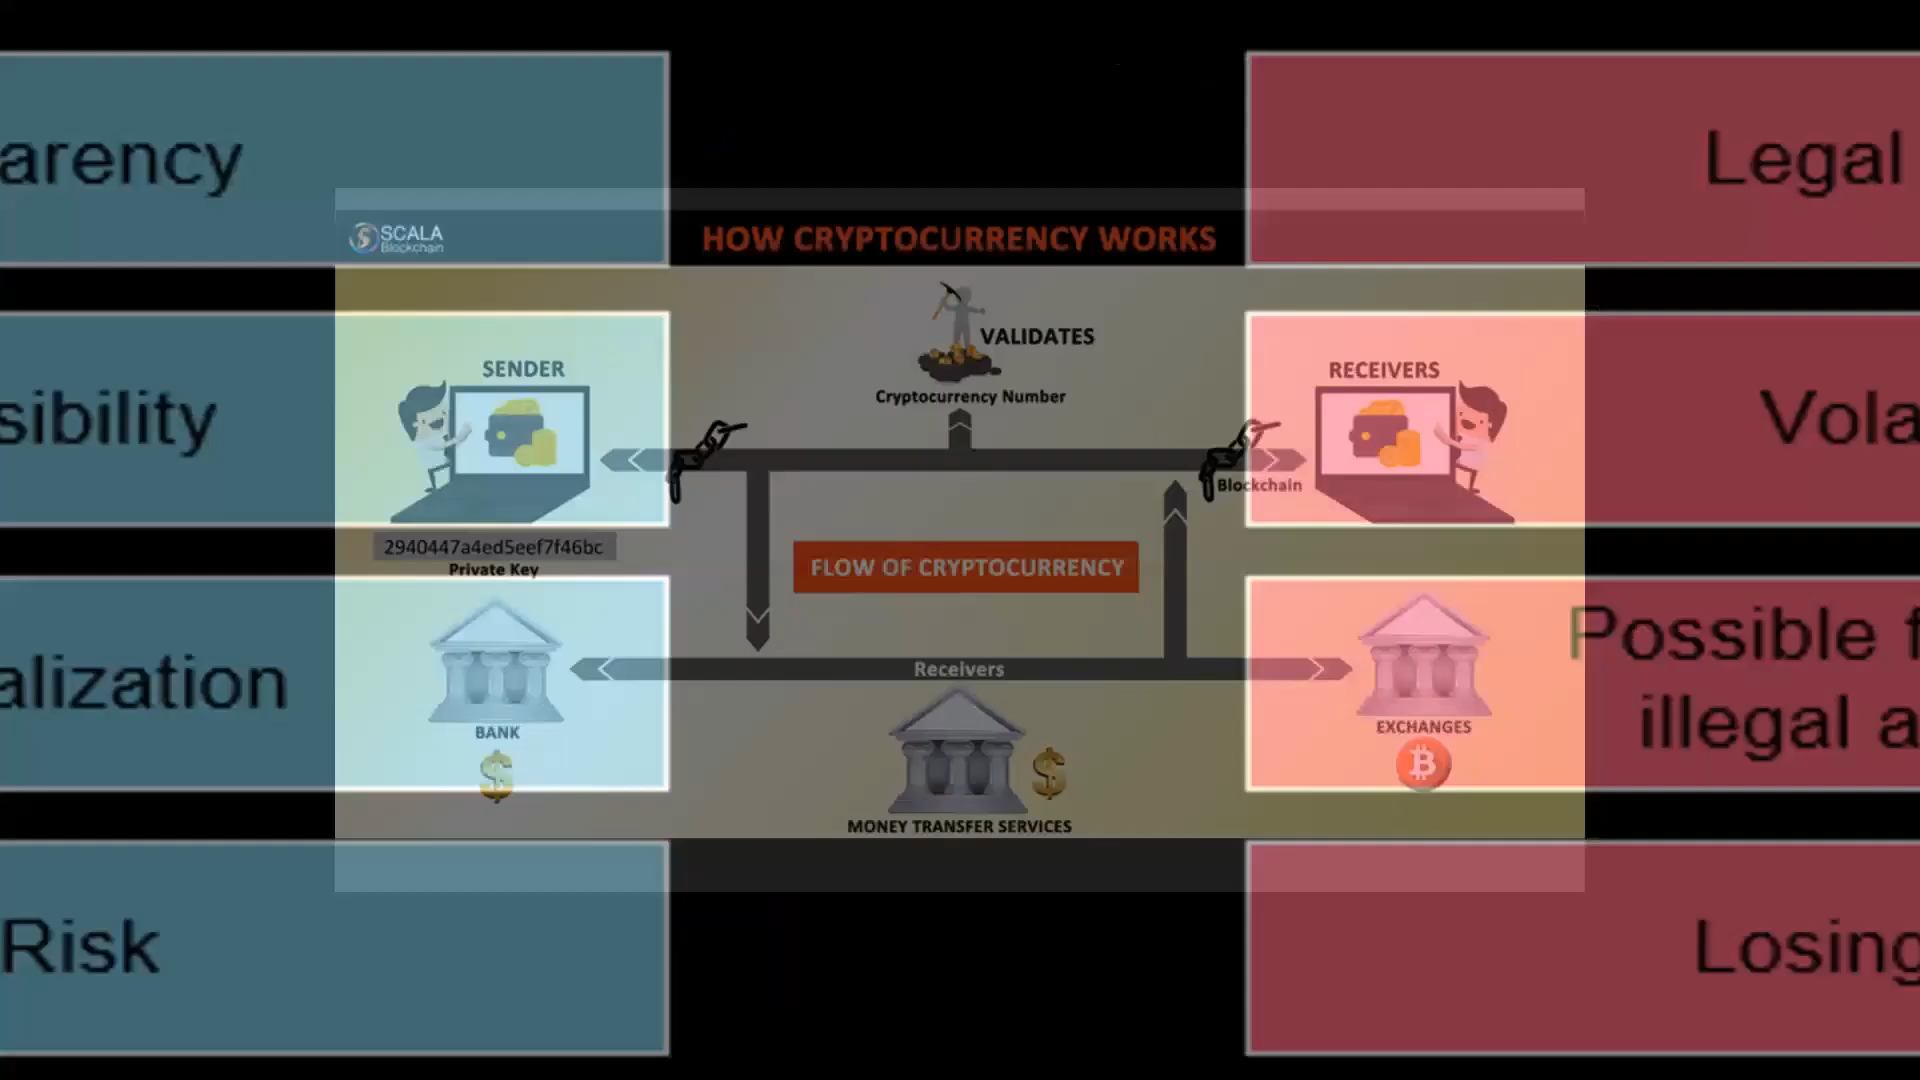 arency
Legal
SCALA
Blockchain
HOW CRYPTOCURRENCY WORKS
VALIDATES
Cryptocurrency Number
SENDER
RECEIVERS
sibility
Vola
Blockchain
2940447a4ed5eef7f46bc
Private Key
FLOW OF CRYPTOCURRENCY
Receivers
alization
Possible f
illegal a
BANK
EXCHANGES
MONEY TRANSFER SERVICES
Risk
Losing